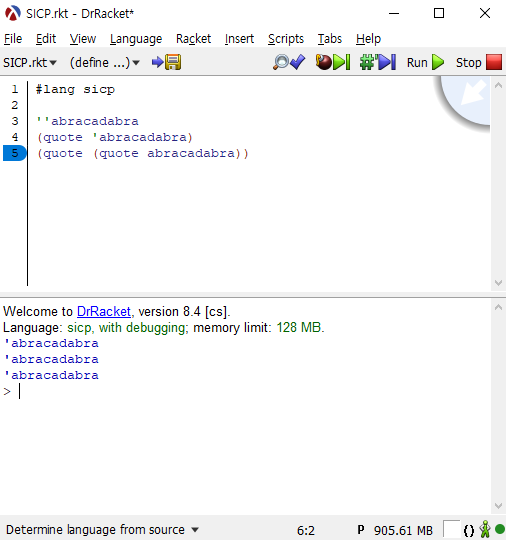 SICP.rkt - DrRacket*
File Edit View Language Racket Insert Scripts Tabs Help
SICP.rkt (define ...) Run Stop
1 #lang sicp
2
3 ''abracadabra
4 (quote 'abracadabra)
5 (quote (quote abracadabra))
Welcome to DrRacket, version 8.4 [cs].
Language: sicp, with debugging; memory limit: 128 MB.
'abracadabra
'abracadabra
'abracadabra
>
Determine language from source 6:2 P 905.61 MB ()